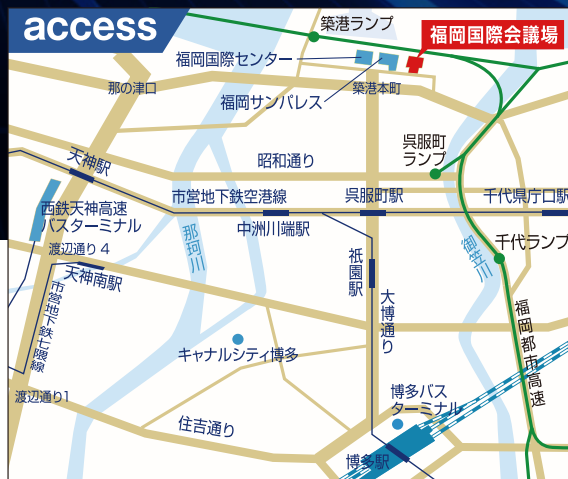 access
築港ランプ
福岡国際会議場
福岡国際センター
那の津口
福岡サンパレス
築港本町
呉服町
ランプ
天神駅
昭和通り
市営地下鉄空港線
呉服町駅
千代県庁口駅
西鉄天神高速
バスターミナル
中洲川端駅
那珂川
御笠川
千代ランプ
渡辺通り4
天神南駅
祇園駅
市営地下鉄七隈線
大博通り
福岡都市高速
キャナルシティ博多
渡辺通り1
博多バス
ターミナル
住吉通り
博多駅